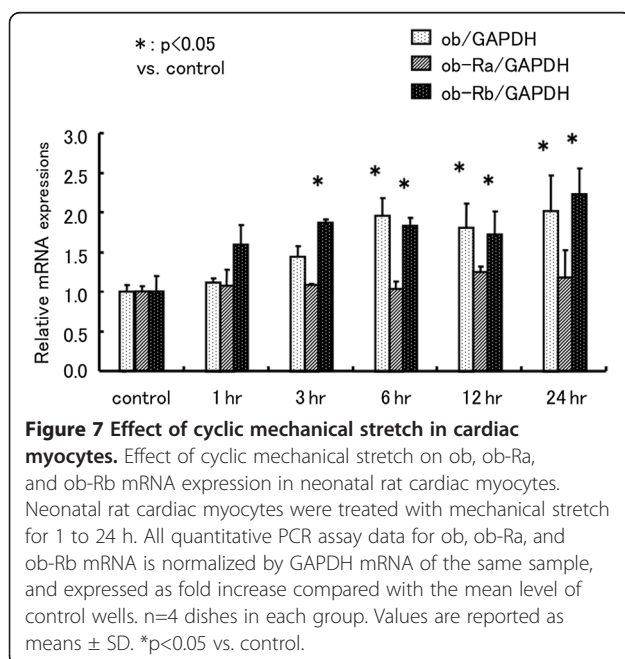 * : p<0.05
vs. control
ob/GAPDH
ob-Ra/GAPDH
ob-Rb/GAPDH
Relative mRNA expressions
3.0
2.5
2.0
1.5
1.0
0.5
0.0
* * * * * * *
control 1 hr 3 hr 6 hr 12 hr 24 hr
Figure 7 Effect of cyclic mechanical stretch in cardiac
myocytes. Effect of cyclic mechanical stretch on ob, ob-Ra,
and ob-Rb mRNA expression in neonatal rat cardiac myocytes.
Neonatal rat cardiac myocytes were treated with mechanical stretch
for 1 to 24 h. All quantitative PCR assay data for ob, ob-Ra, and
ob-Rb mRNA is normalized by GAPDH mRNA of the same sample,
and expressed as fold increase compared with the mean level of
control wells. n=4 dishes in each group. Values are reported as
means ± SD. *p<0.05 vs. control.